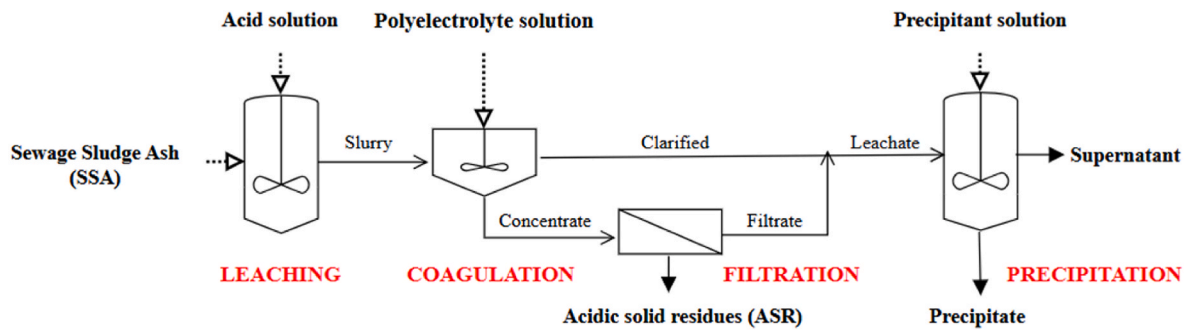 Acid solution
Polyelectrolyte solution
Precipitant solution
Sewage Sludge Ash
(SSA)
Slurry
Clarified
Leachate
Supernatant
Concentrate
Filtrate
LEACHING
COAGULATION
FILTRATION
PRECIPITATION
Acidic solid residues (ASR)
Precipitate